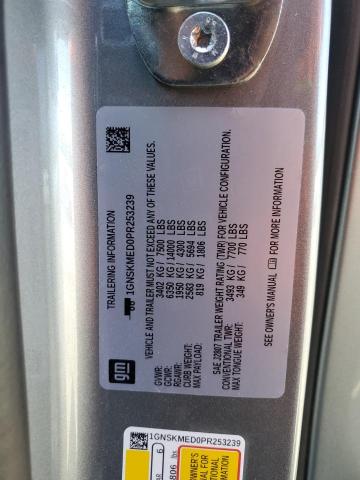 TRAILERING INFORMATION
1GNSKMED0PR253239
VEHICLE AND TRAILER MUST NOT EXCEED ANY OF THESE VALUES.
GVWR: 3402 KG/ 7500 LBS
GCWR: 6350 KG/ 14000 LBS
RGAWR: 1950 KG/ 4300 LBS
CURB WEIGHT: 2583 KG/ 5694 LBS
MAX PAYLOAD: 819 KG/ 1806 LBS
SAE J2807 TRAILER WEIGHT RATING (TWR) FOR VEHICLE CONFIGURATION.
CONVENTIONAL TWR: 3493 KG/ 7700 LBS
MAX TONGUE WEIGHT: 349 KG/ 770 LBS
SEE OWNER'S MANUAL FOR MORE INFORMATION
gm
1GNSKMED0PR253239
6
806 lbs
OWNER'S
MANUAL FOR